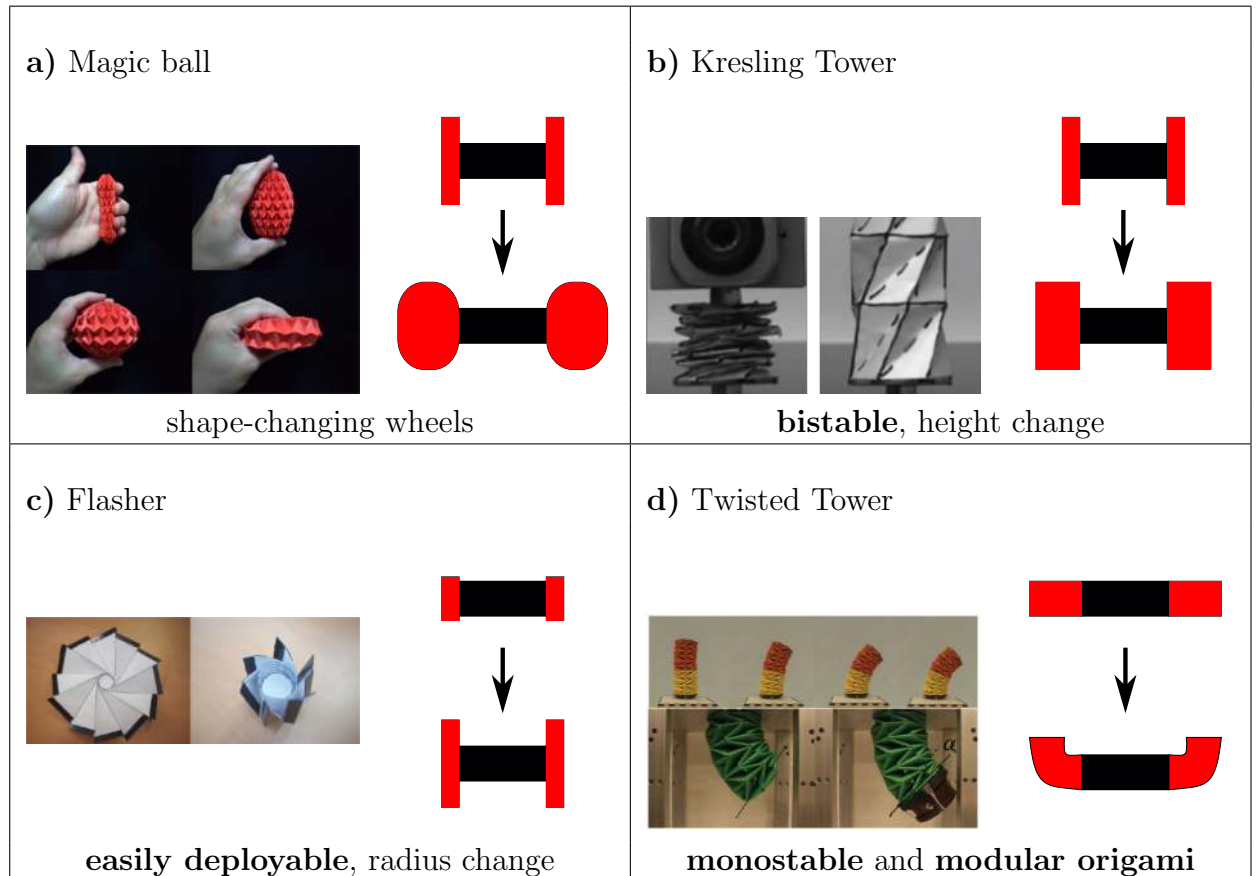 a) Magic ball
shape-changing wheels
b) Kresling Tower
bistable, height change
c) Flasher
easily deployable, radius change
d) Twisted Tower
α
monostable and modular origami